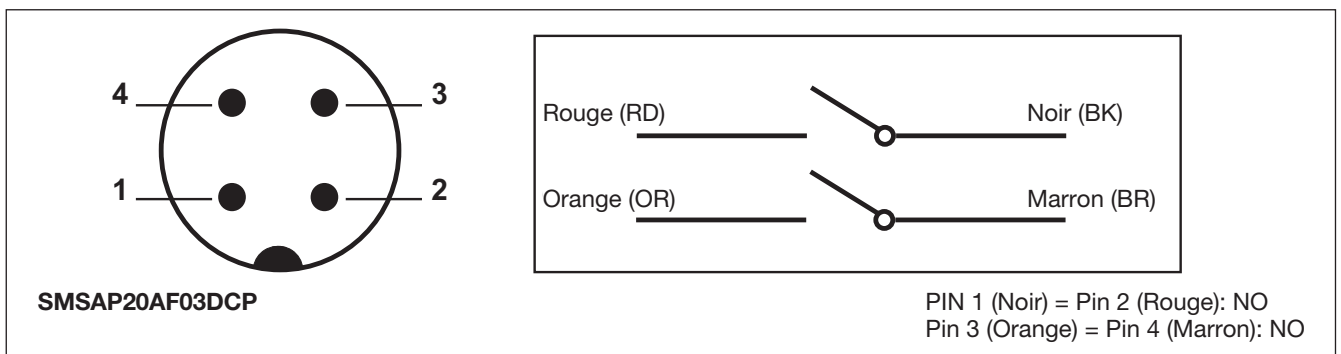 4
3
1
2
SMSAP20AF03DCP
Rouge (RD)
Noir (BK)
Orange (OR)
Marron (BR)
PIN 1 (Noir) = Pin 2 (Rouge): NO
Pin 3 (Orange) = Pin 4 (Marron): NO